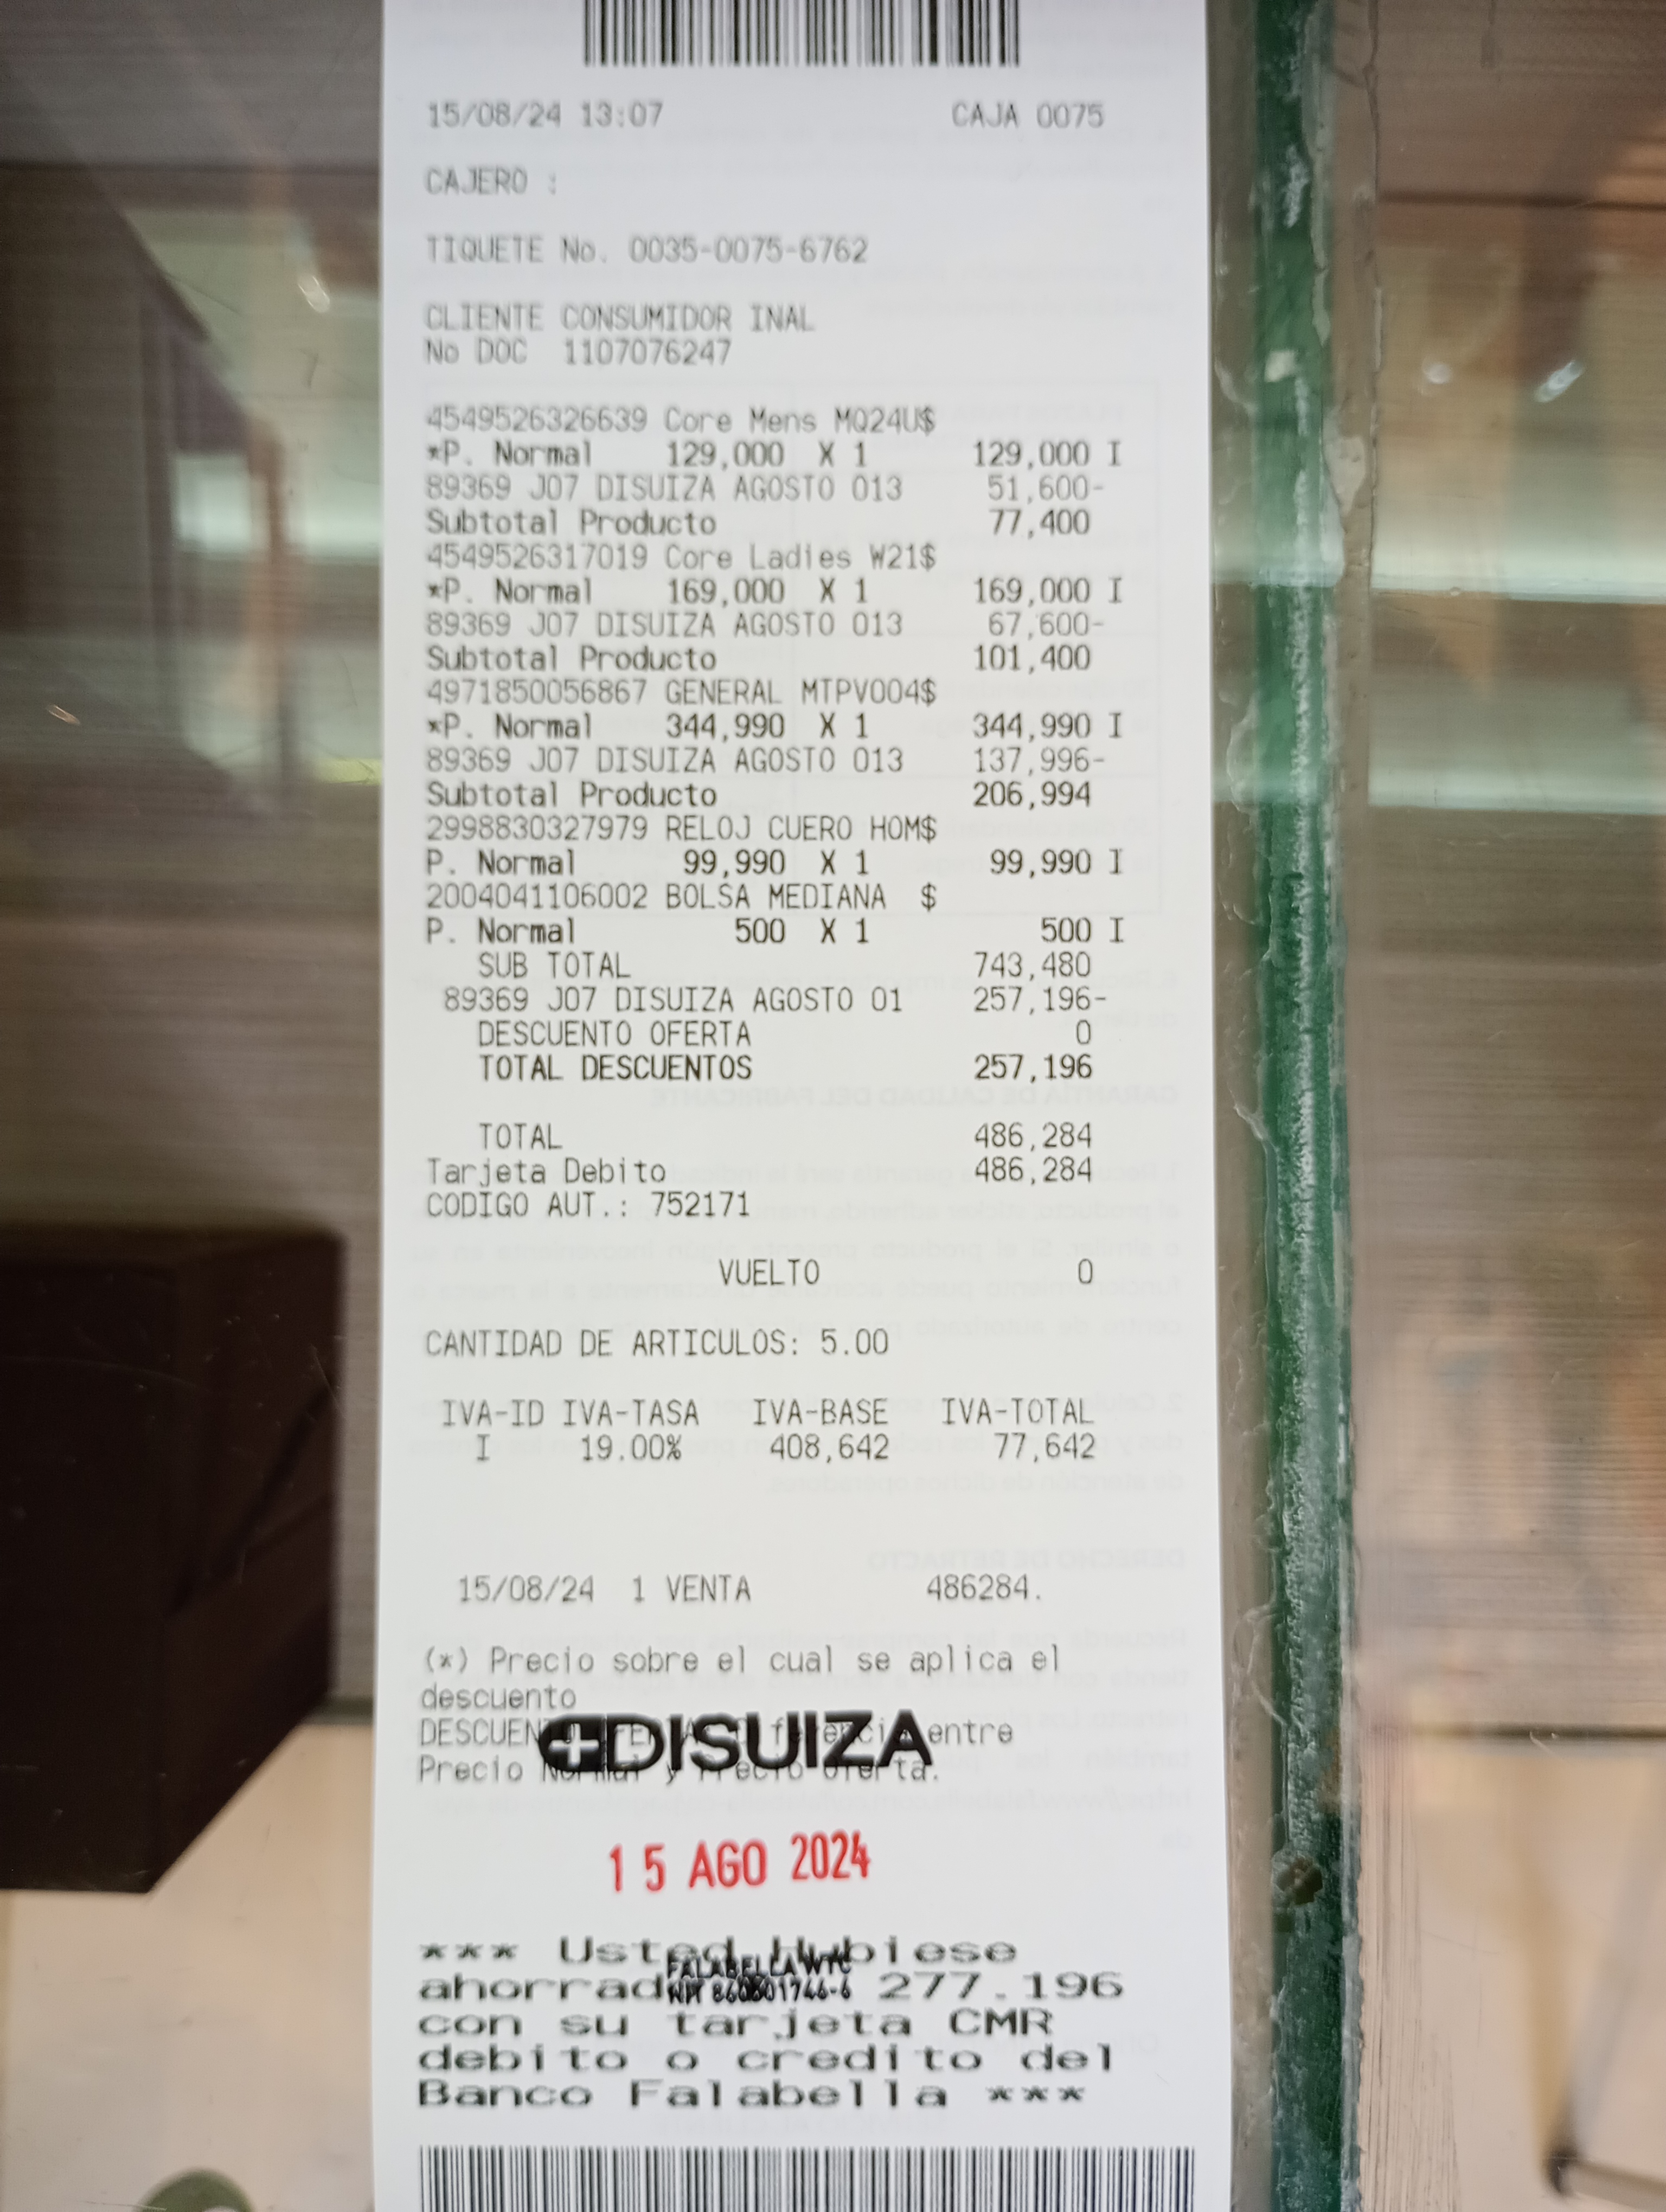 15/08/24 13:07 CAJA 0075
CAJERO :
TIQUETE No. 0035-0075-6762
CLIENTE CONSUMIDOR INAL
No DOC 1107076247
4549526326639 Core Mens MQ24U$
*P. Normal 129,000 X 1 129,000 I
89369 J07 DISUIZA AGOSTO 013 51,600-
Subtotal Producto 77,400
4549526317019 Core Ladies W21$
*P. Normal 169,000 X 1 169,000 I
89369 J07 DISUIZA AGOSTO 013 67,600-
Subtotal Producto 101,400
4971850056867 GENERAL MTPV004$
*P. Normal 344,990 X 1 344,990 I
89369 J07 DISUIZA AGOSTO 013 137,996-
Subtotal Producto 206,994
2998830327979 RELOJ CUERO HOM$
P. Normal 99,990 X 1 99,990 I
2004041106002 BOLSA MEDIANA $
P. Normal 500 X 1 500 I
SUB TOTAL 743,480
89369 J07 DISUIZA AGOSTO 01 257,196-
DESCUENTO OFERTA 0
TOTAL DESCUENTOS 257,196
TOTAL 486,284
Tarjeta Debito 486,284
CODIGO AUT.: 752171
VUELTO 0
CANTIDAD DE ARTICULOS: 5.00
IVA-ID IVA-TASA IVA-BASE IVA-TOTAL
I 19.00% 408,642 77,642
15/08/24 1 VENTA 486284.
(*) Precio sobre el cual se aplica el
descuento
entre
Precio Normal y Precio oferta.
DISUIZA
15 AGO 2024
*** Usted Hubiese
277.196
FALABELLA WTC
con su tarjeta CMR
debito o credito del
Banco Falabella ***